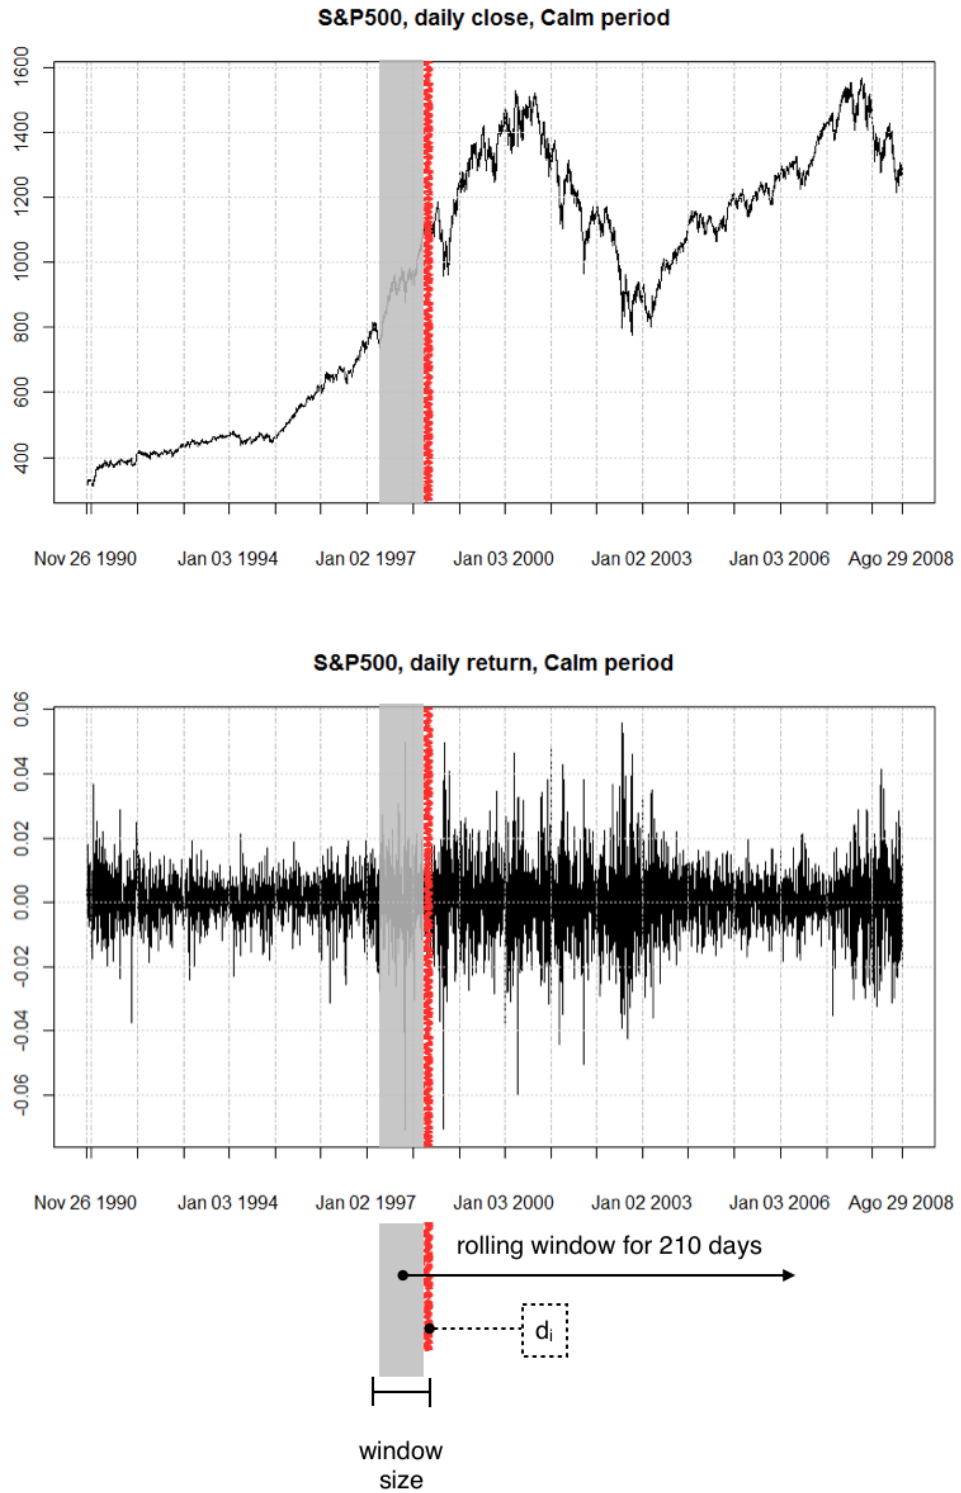 S&P500, daily close, Calm period
1600
1400
1200
1000
800
600
400
Nov 26 1990 Jan 03 1994 Jan 02 1997 Jan 03 2000 Jan 02 2003 Jan 03 2006 Ago 29 2008
S&P500, daily return, Calm period
0.06
0.04
0.02
0.00
-0.02
-0.04
-0.06
Nov 26 1990 Jan 03 1994 Jan 02 1997 Jan 03 2000 Jan 02 2003 Jan 03 2006 Ago 29 2008
rolling window for 210 days
dᵢ
window
size